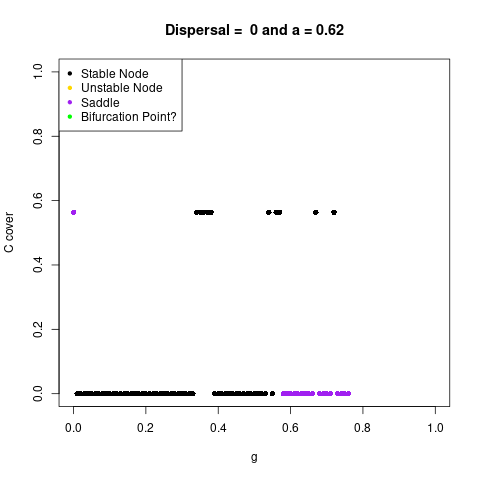 Dispersal =  0 and a = 0.62
Stable Node
Unstable Node
Saddle
Bifurcation Point?
C cover
1.0
0.8
0.6
0.4
0.2
0.0
0.0 0.2 0.4 0.6 0.8 1.0
g